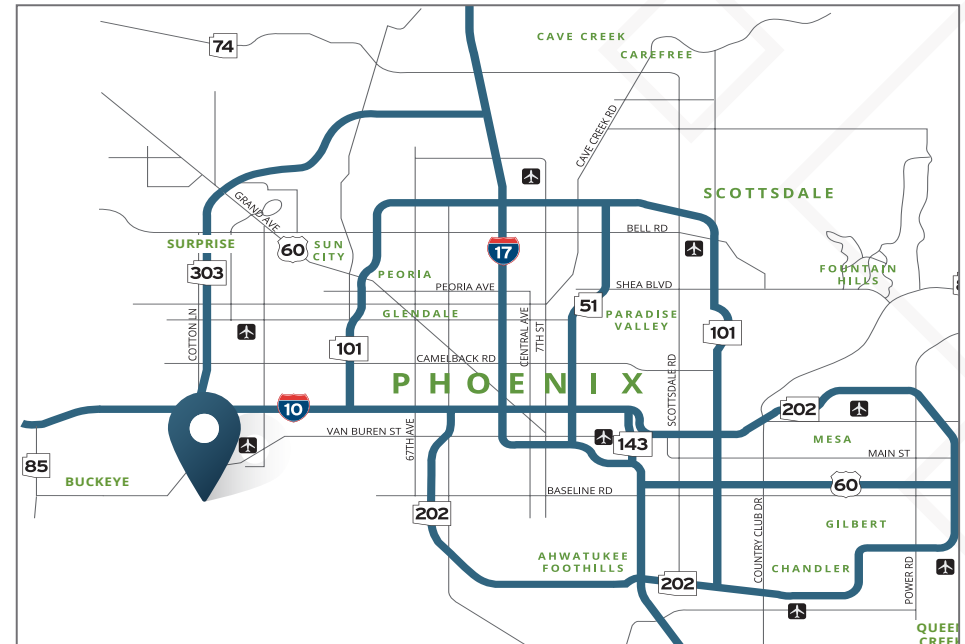 CAVE CREEK
CAREFREE
74
CAVE CREEK RD
SCOTTSDALE
GRAND AVE
BELL RD
SURPRISE
60
SUN
CITY
17
303
PEORIA
FOUNTAIN
HILLS
PEORIA AVE
SHEA BLVD
51
GLENDALE
PARADISE
VALLEY
COTTON LN
CENTRAL AVE
7TH ST
101
101
CAMELBACK RD
SCOTTSDALE RD
PHOENIX
10
202
VAN BUREN ST
67TH AVE
143
MESA
MAIN ST
85
BUCKEYE
60
BASELINE RD
202
COUNTRY CLUB DR
GILBERT
AHWATUKEE
FOOTHILLS
CHANDLER
202
POWER RD
QUEEN
CREEK